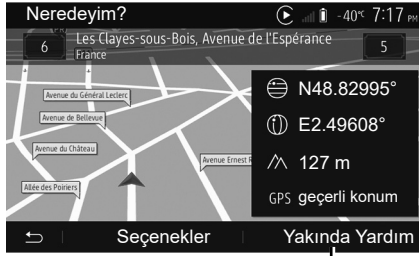 Neredeyim?
-40°C 7:17 PM
6
Les Clayes-sous-Bois, Avenue de l'Espérance
France
5
Avenue du Général Leclerc
Avenue de Bellevue
Avenue du Château
Allée des Poiriers
Avenue Ernest
N48.82995°
E2.49608°
127 m
GPS geçerli konum
Seçenekler
Yakında Yardım